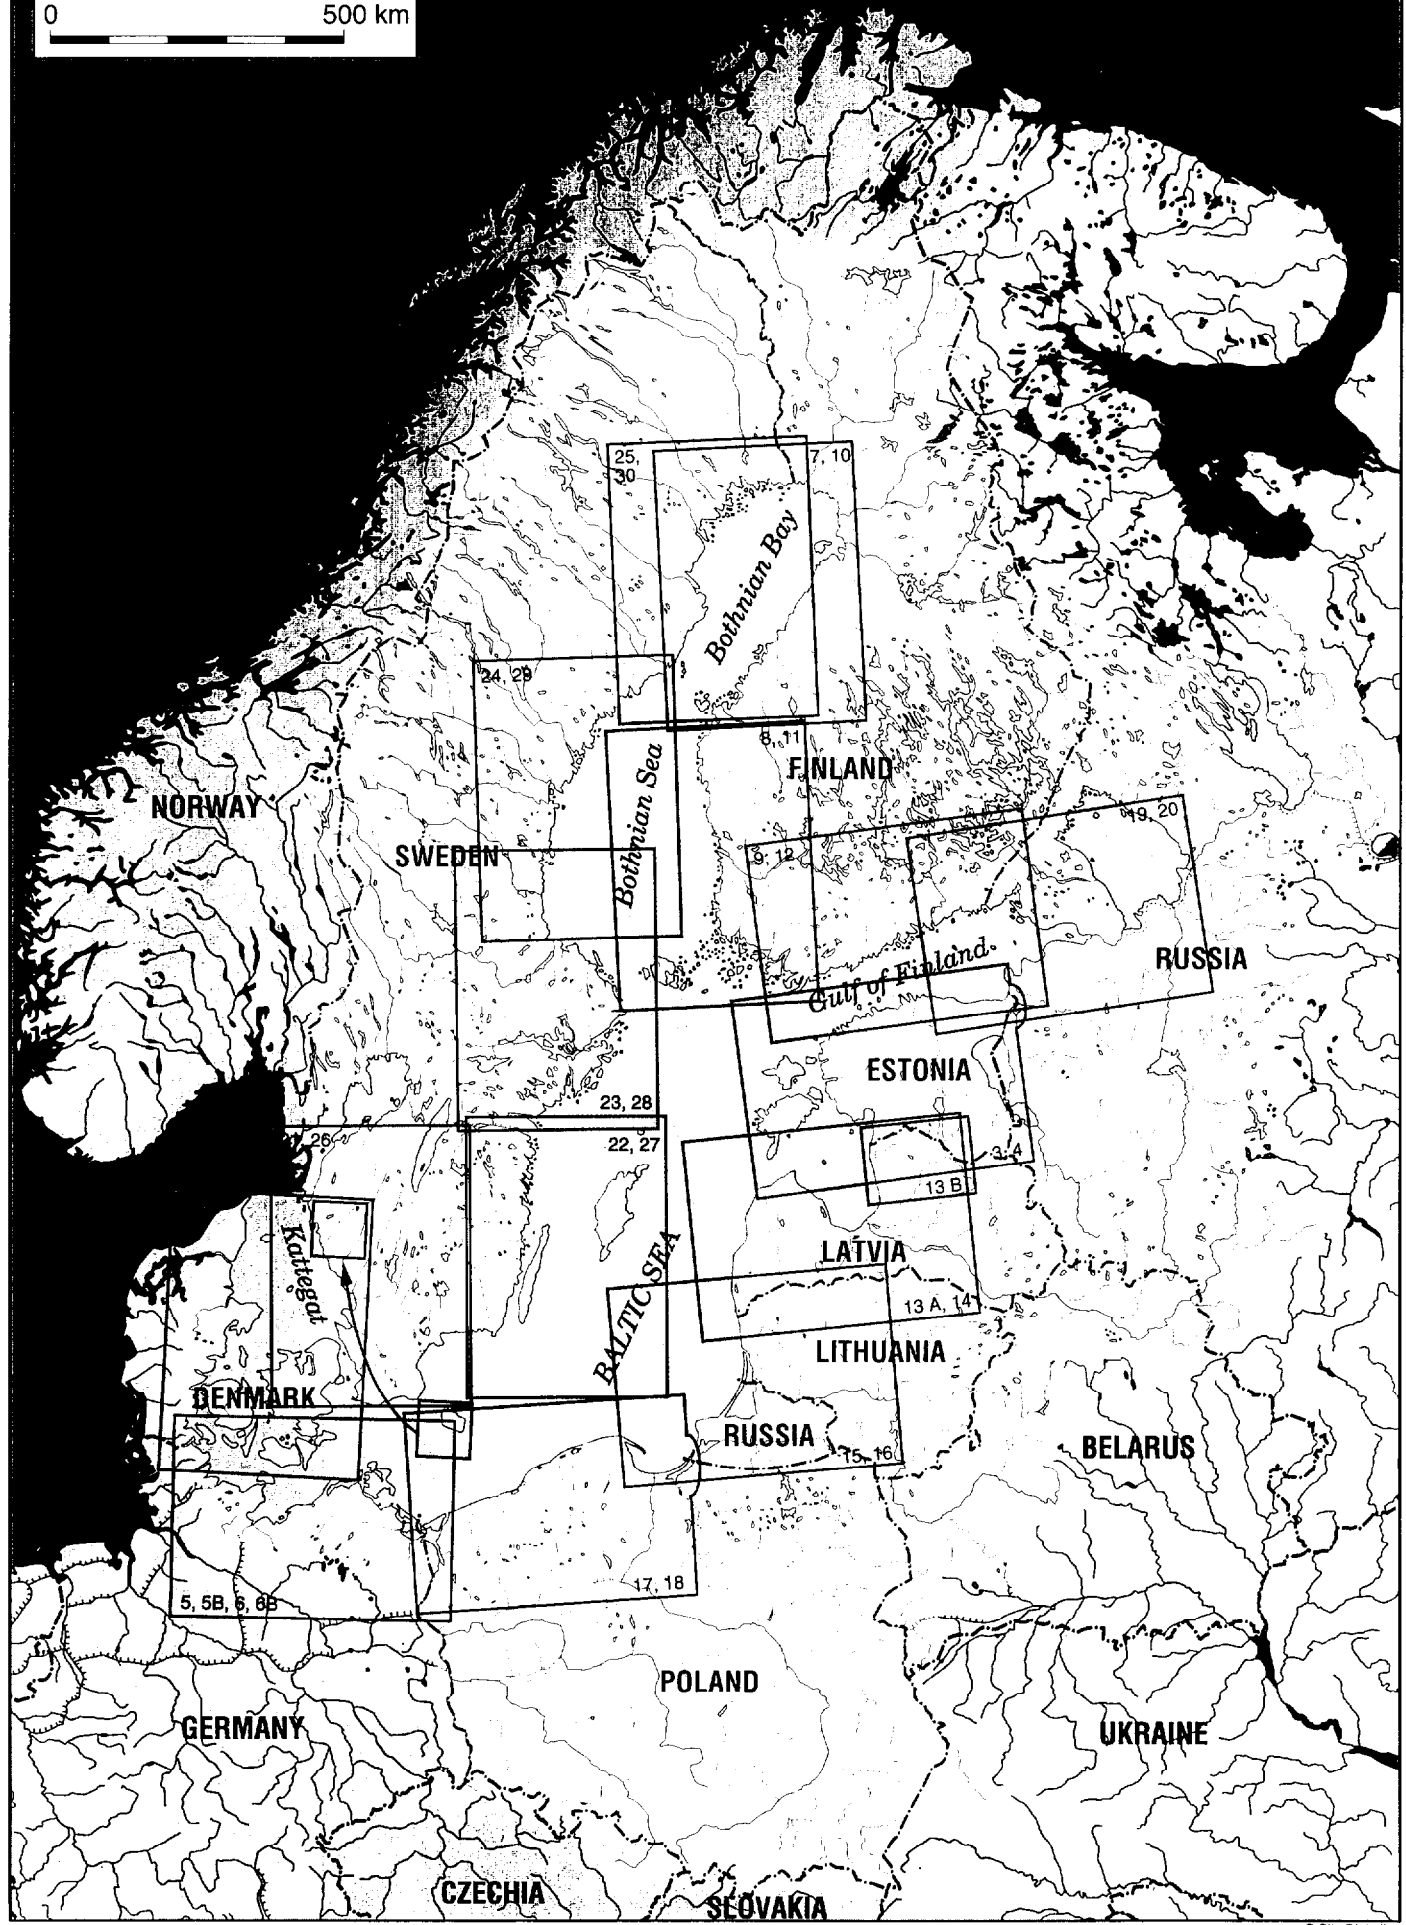 0 500 km
25,
30
7, 10
Bothnian Bay
24, 29
8, 11
FINLAND
Bothnian Sea
NORWAY
19, 20
SWEDEN
9, 12
Gulf of Finland
RUSSIA
ESTONIA
23, 28
26
22, 27
3, 4
13 B
Kattegat
LATVIA
BALTIC SEA
13 A, 14
LITHUANIA
DENMARK
RUSSIA
15, 16
BELARUS
17, 18
5, 5B, 6, 6B
POLAND
GERMANY
UKRAINE
CZECHIA
SLOVAKIA